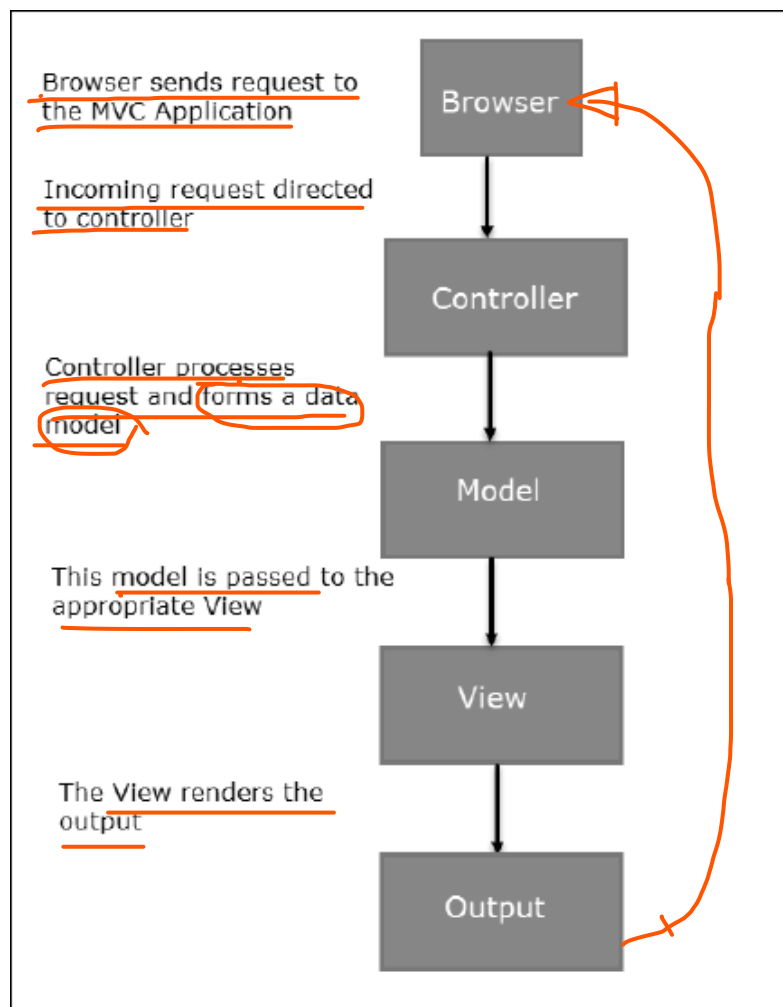 Browser sends request to
the MVC Application
Browser
Incoming request directed
to controller
Controller
Controller processes
request and forms a data
model
Model
This model is passed to the
appropriate View
View
The View renders the
output
Output